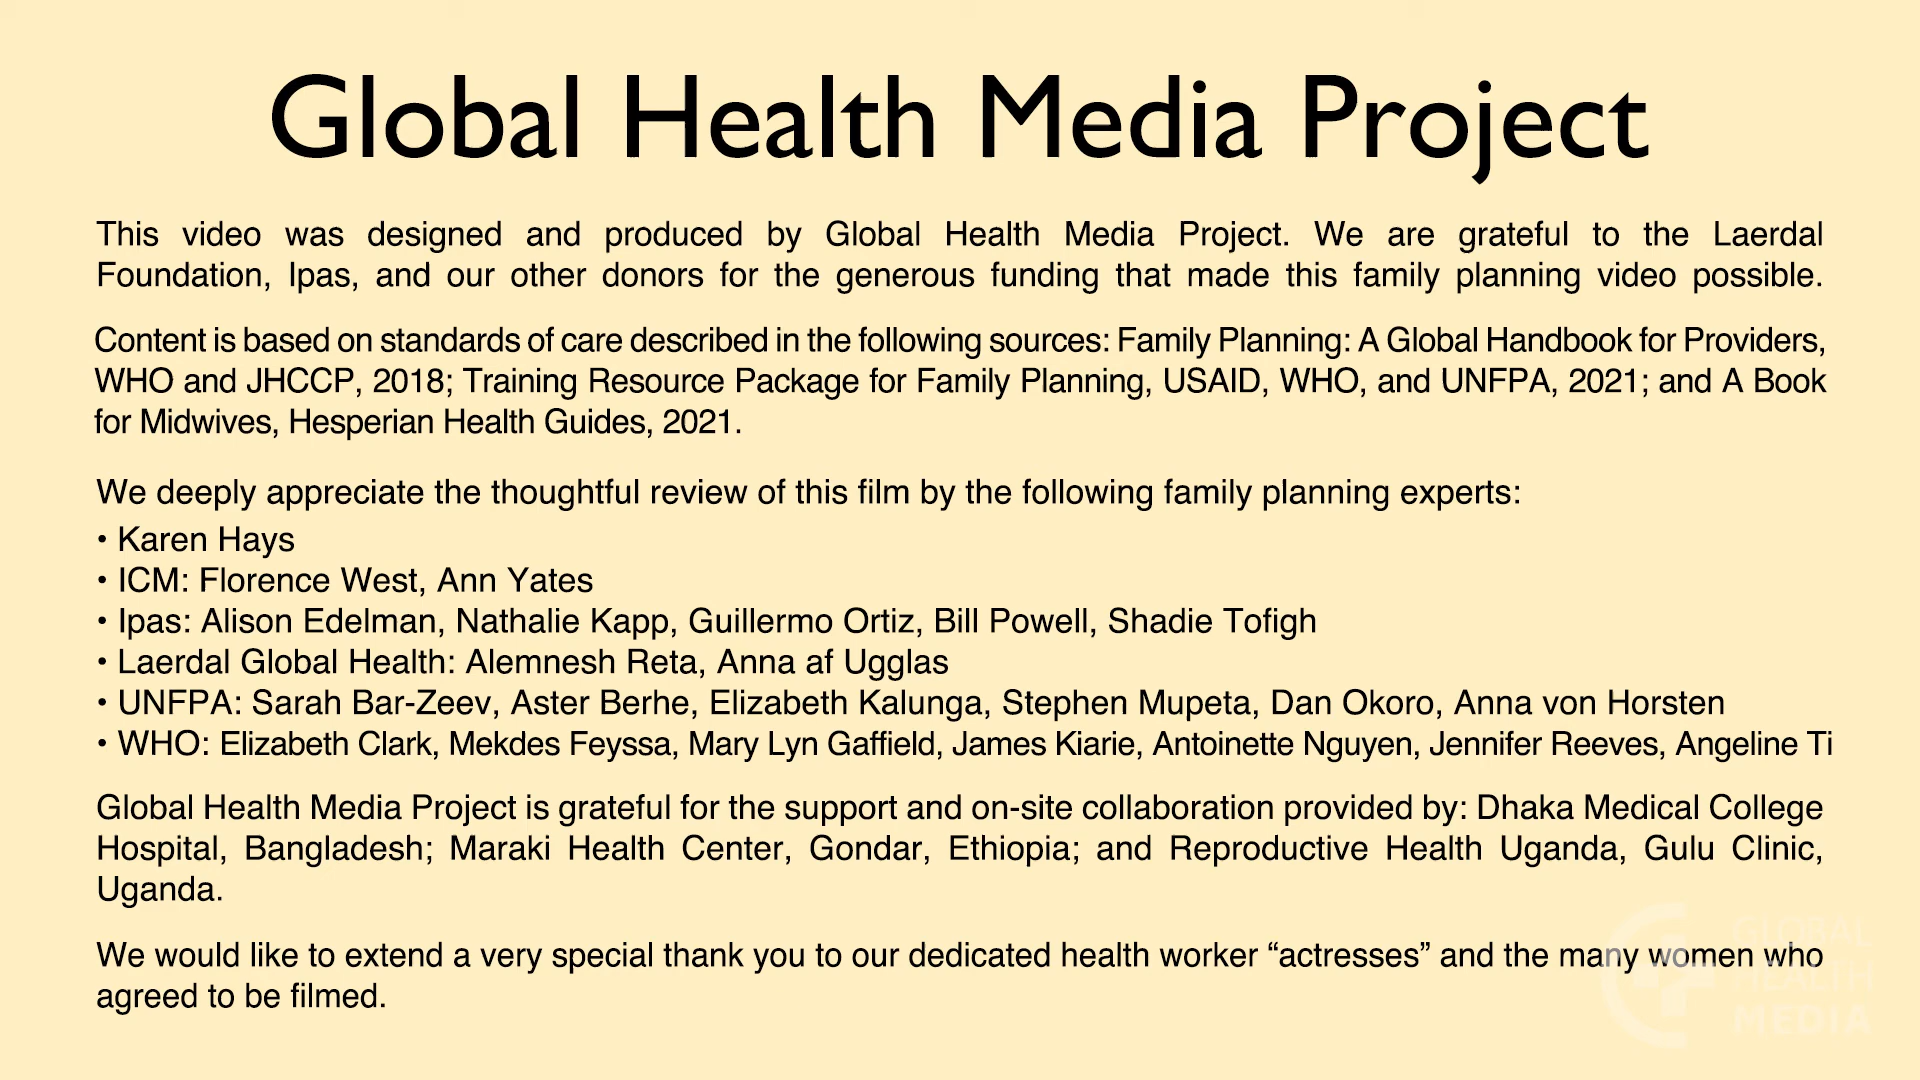 Global Health Media Project
This video was designed and produced by Global Health Media Project. We are grateful to the Laerdal
Foundation, Ipas, and our other donors for the generous funding that made this family planning video possible.
Content is based on standards of care described in the following sources: Family Planning: A Global Handbook for Providers,
WHO and JHCCP, 2018; Training Resource Package for Family Planning, USAID, WHO, and UNFPA, 2021; and A Book
for Midwives, Hesperian Health Guides, 2021.
We deeply appreciate the thoughtful review of this film by the following family planning experts:
• Karen Hays
• ICM: Florence West, Ann Yates
• Ipas: Alison Edelman, Nathalie Kapp, Guillermo Ortiz, Bill Powell, Shadie Tofigh
• Laerdal Global Health: Alemnesh Reta, Anna af Ugglas
• UNFPA: Sarah Bar-Zeev, Aster Berhe, Elizabeth Kalunga, Stephen Mupeta, Dan Okoro, Anna von Horsten
• WHO: Elizabeth Clark, Mekdes Feyssa, Mary Lyn Gaffield, James Kiarie, Antoinette Nguyen, Jennifer Reeves, Angeline Ti
Global Health Media Project is grateful for the support and on-site collaboration provided by: Dhaka Medical College
Hospital, Bangladesh; Maraki Health Center, Gondar, Ethiopia; and Reproductive Health Uganda, Gulu Clinic,
Uganda.
We would like to extend a very special thank you to our dedicated health worker “actresses” and the many women who
agreed to be filmed.
GLOBAL
HEALTH
MEDIA